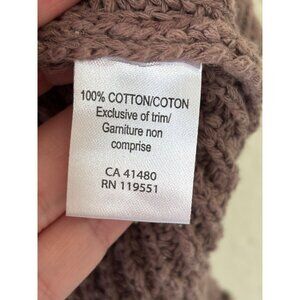 100% COTTON/COTON
Exclusive of trim/
Garniture non
comprise
CA 41480
RN 119551